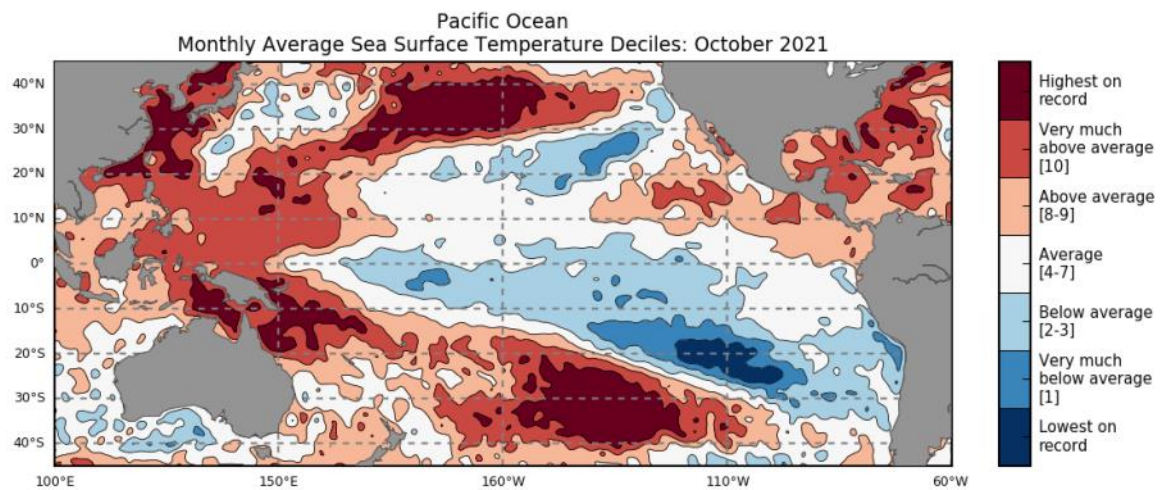 Pacific Ocean
Monthly Average Sea Surface Temperature Deciles: October 2021
40°N
30°N
20°N
10°N
0°
10°S
20°S
30°S
40°S
100°E
150°E
160°W
110°W
60°W
Highest on
record
Very much
above average
[10]
Above average
[8-9]
Average
[4-7]
Below average
[2-3]
Very much
below average
[1]
Lowest on
record